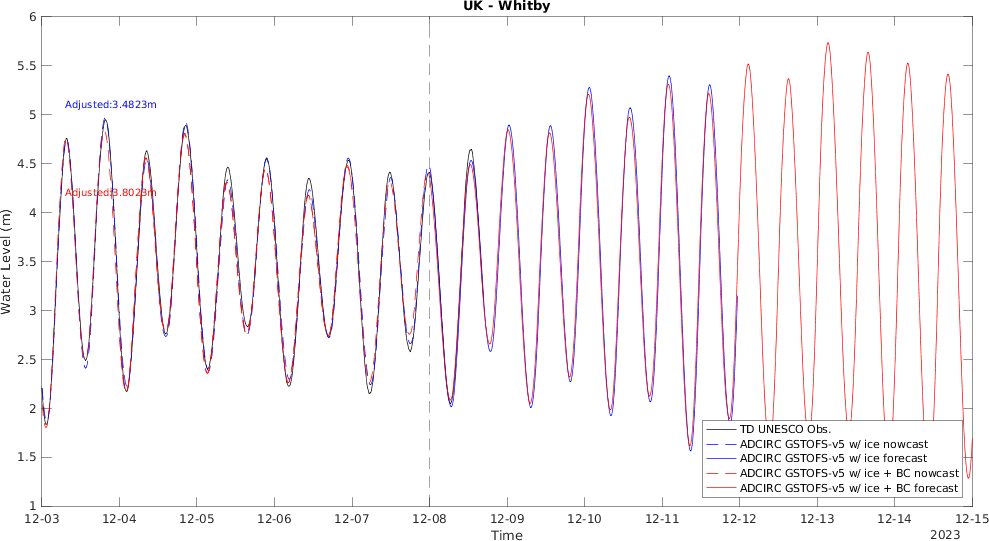 UK - Whitby
6
5.5
5
4.5
4
3.5
3
2.5
2
1.5
1
Water Level (m)
Adjusted:3.4823m
Adjusted:3.8023m
TD UNESCO Obs.
ADCIRC GSTOFS-v5 w/ ice nowcast
ADCIRC GSTOFS-v5 w/ ice forecast
ADCIRC GSTOFS-v5 w/ ice + BC nowcast
ADCIRC GSTOFS-v5 w/ ice + BC forecast
12-03 12-04 12-05 12-06 12-07 12-08 12-09 12-10 12-11 12-12 12-13 12-14 12-15
Time
2023